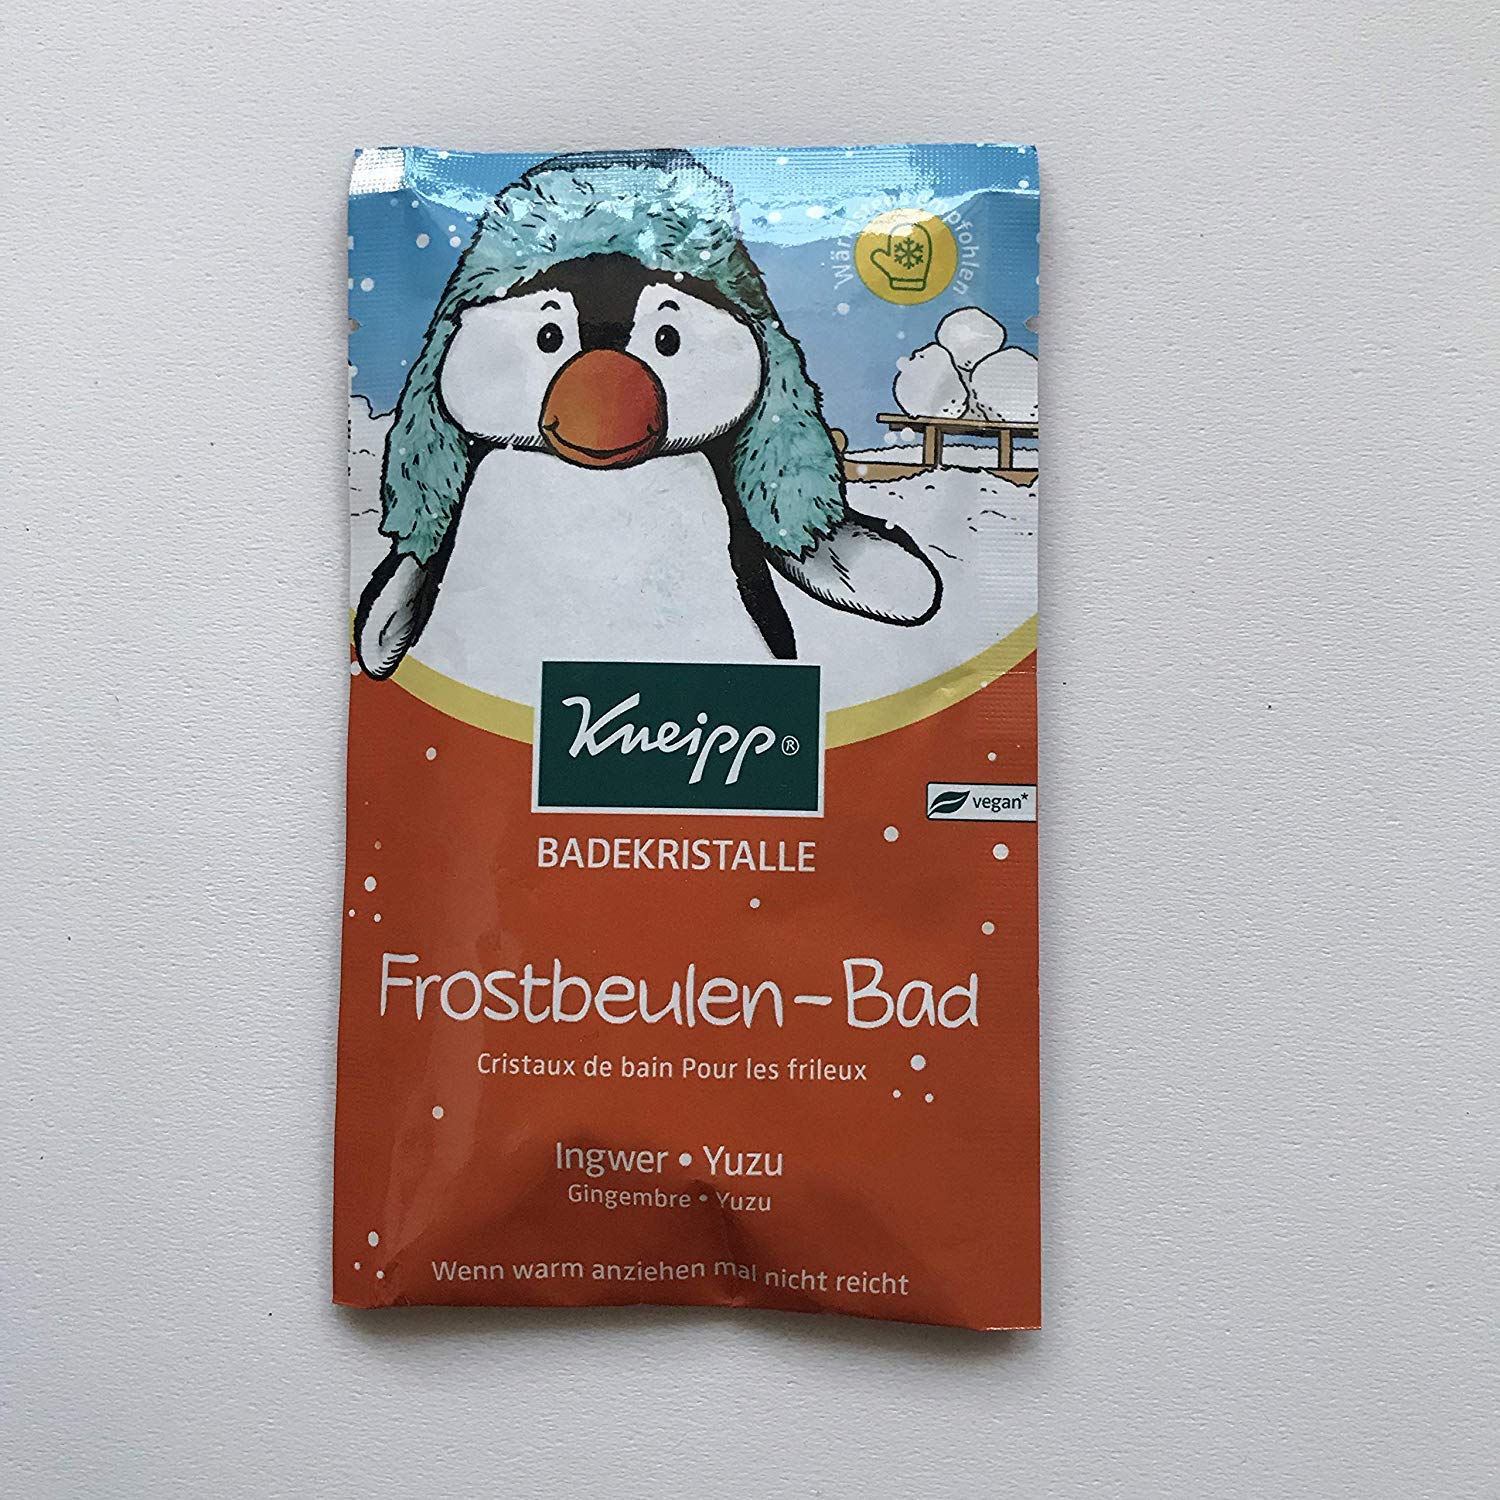 empfohlen
Kneipp®
vegan*
BADEKRISTALLE
Frostbeulen-Bad
Cristaux de bain Pour les frileux
Ingwer • Yuzu
Gingembre • Yuzu
Wenn warm anziehen mal nicht reicht